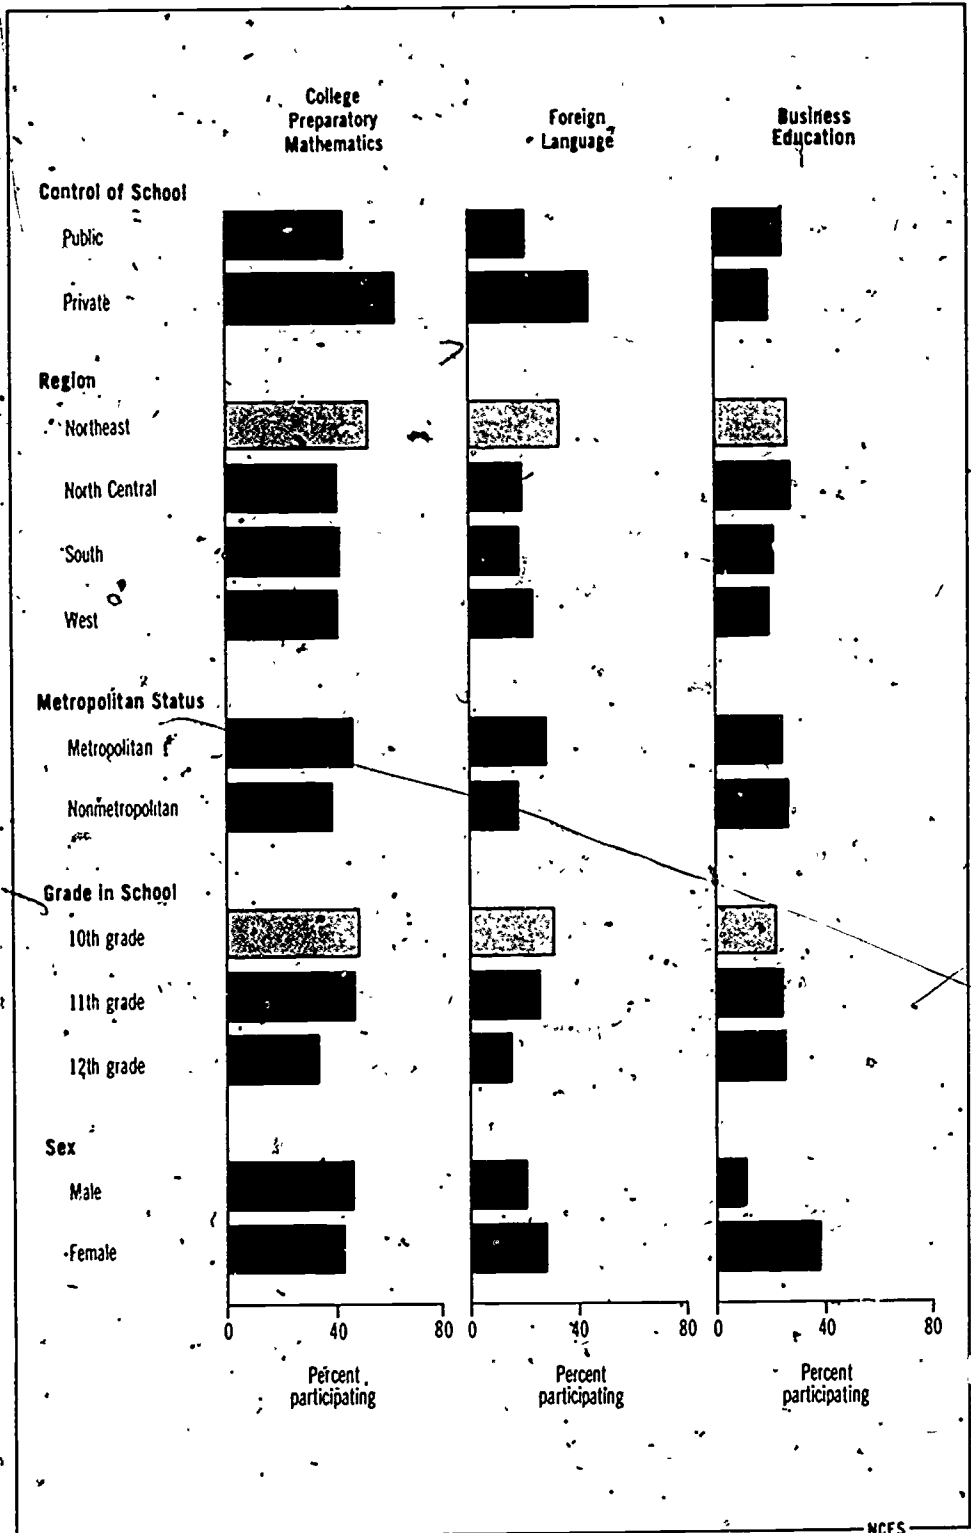 College
Preparatory
Mathematics
Foreign
Language
Business
Education
Control of School
Public
Private
Region
Northeast
North Central
South
West
Metropolitan Status
Metropolitan
Nonmetropolitan
Grade in School
10th grade
11th grade
12th grade
Sex
Male
Female
0 40 80 0 40 80 0 40 80
Percent
participating
Percent
participating
Percent
participating
NCES